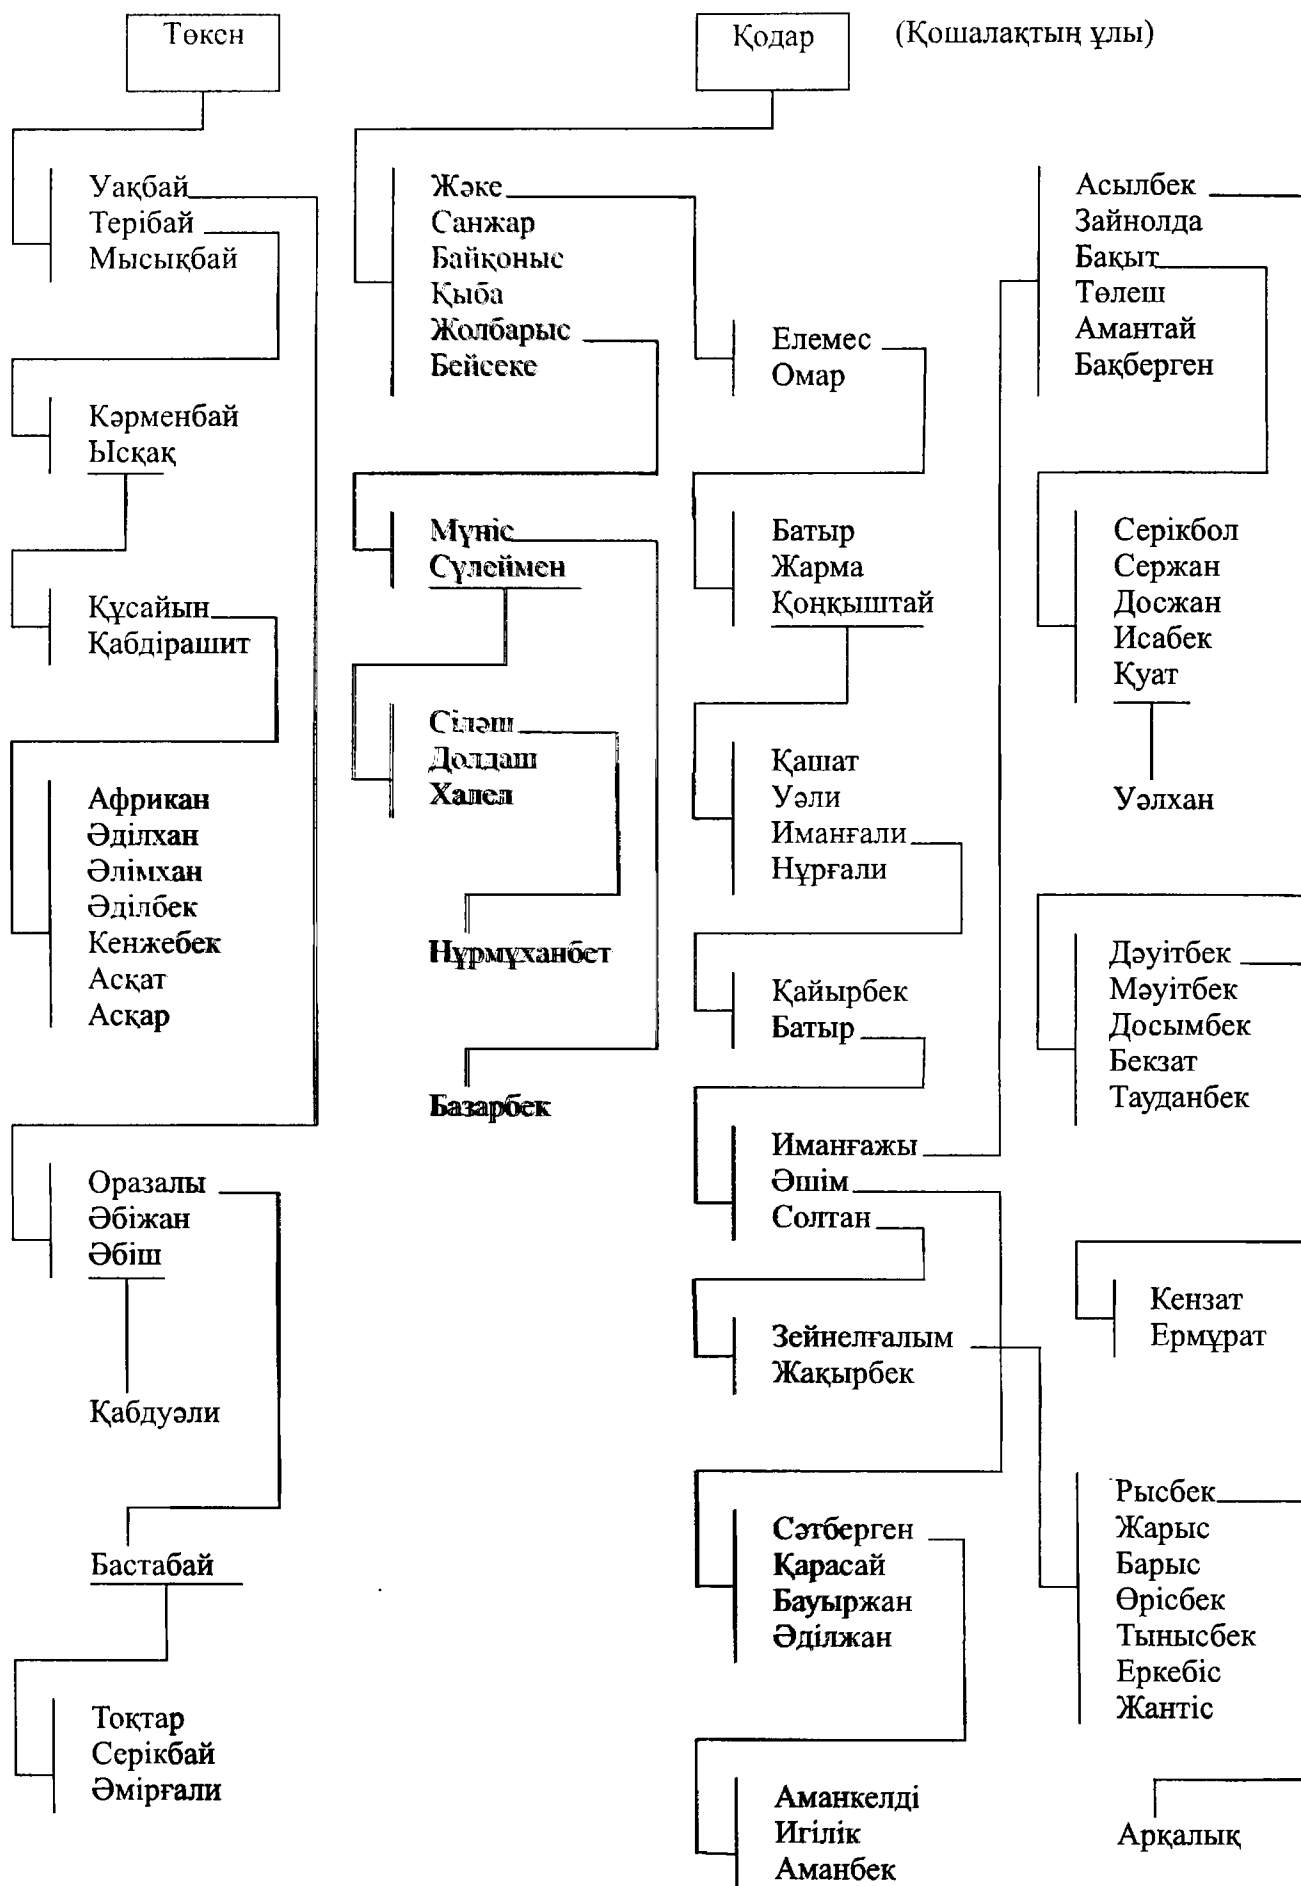 Төкен
Қодар
(Қошалақтың ұлы)
Уақбай
Терібай
Мысықбай
Кәрменбай
Ысқақ
Құсайын
Қабдірашит
Африкан
Әділхан
Әлімхан
Әділбек
Кенжебек
Асқат
Асқар
Оразалы
Әбіжан
Әбіш
Қабдуәли
Бастабай
Тоқтар
Серікбай
Әмірғали
Жәке
Санжар
Байқоныс
Қыба
Жолбарыс
Бейсеке
Мүніс
Сүлеймен
Сіләш
Долдаш
Халел
Нұрмұханбет
Базарбек
Елемес
Омар
Батыр
Жарма
Қоңқыштай
Қашат
Уәли
Иманғали
Нұрғали
Қайырбек
Батыр
Иманғажы
Әшім
Солтан
Зейнелғалым
Жақырбек
Сәтберген
Қарасай
Бауыржан
Әділжан
Аманкелді
Игілік
Аманбек
Асылбек
Зайнолда
Бақыт
Төлеш
Амантай
Бақберген
Серікбол
Сержан
Досжан
Исабек
Қуат
Уәлхан
Дәуітбек
Мәуітбек
Досымбек
Бекзат
Тауданбек
Кензат
Ермұрат
Рысбек
Жарыс
Барыс
Өрісбек
Тынысбек
Еркебіс
Жантіс
Арқалық